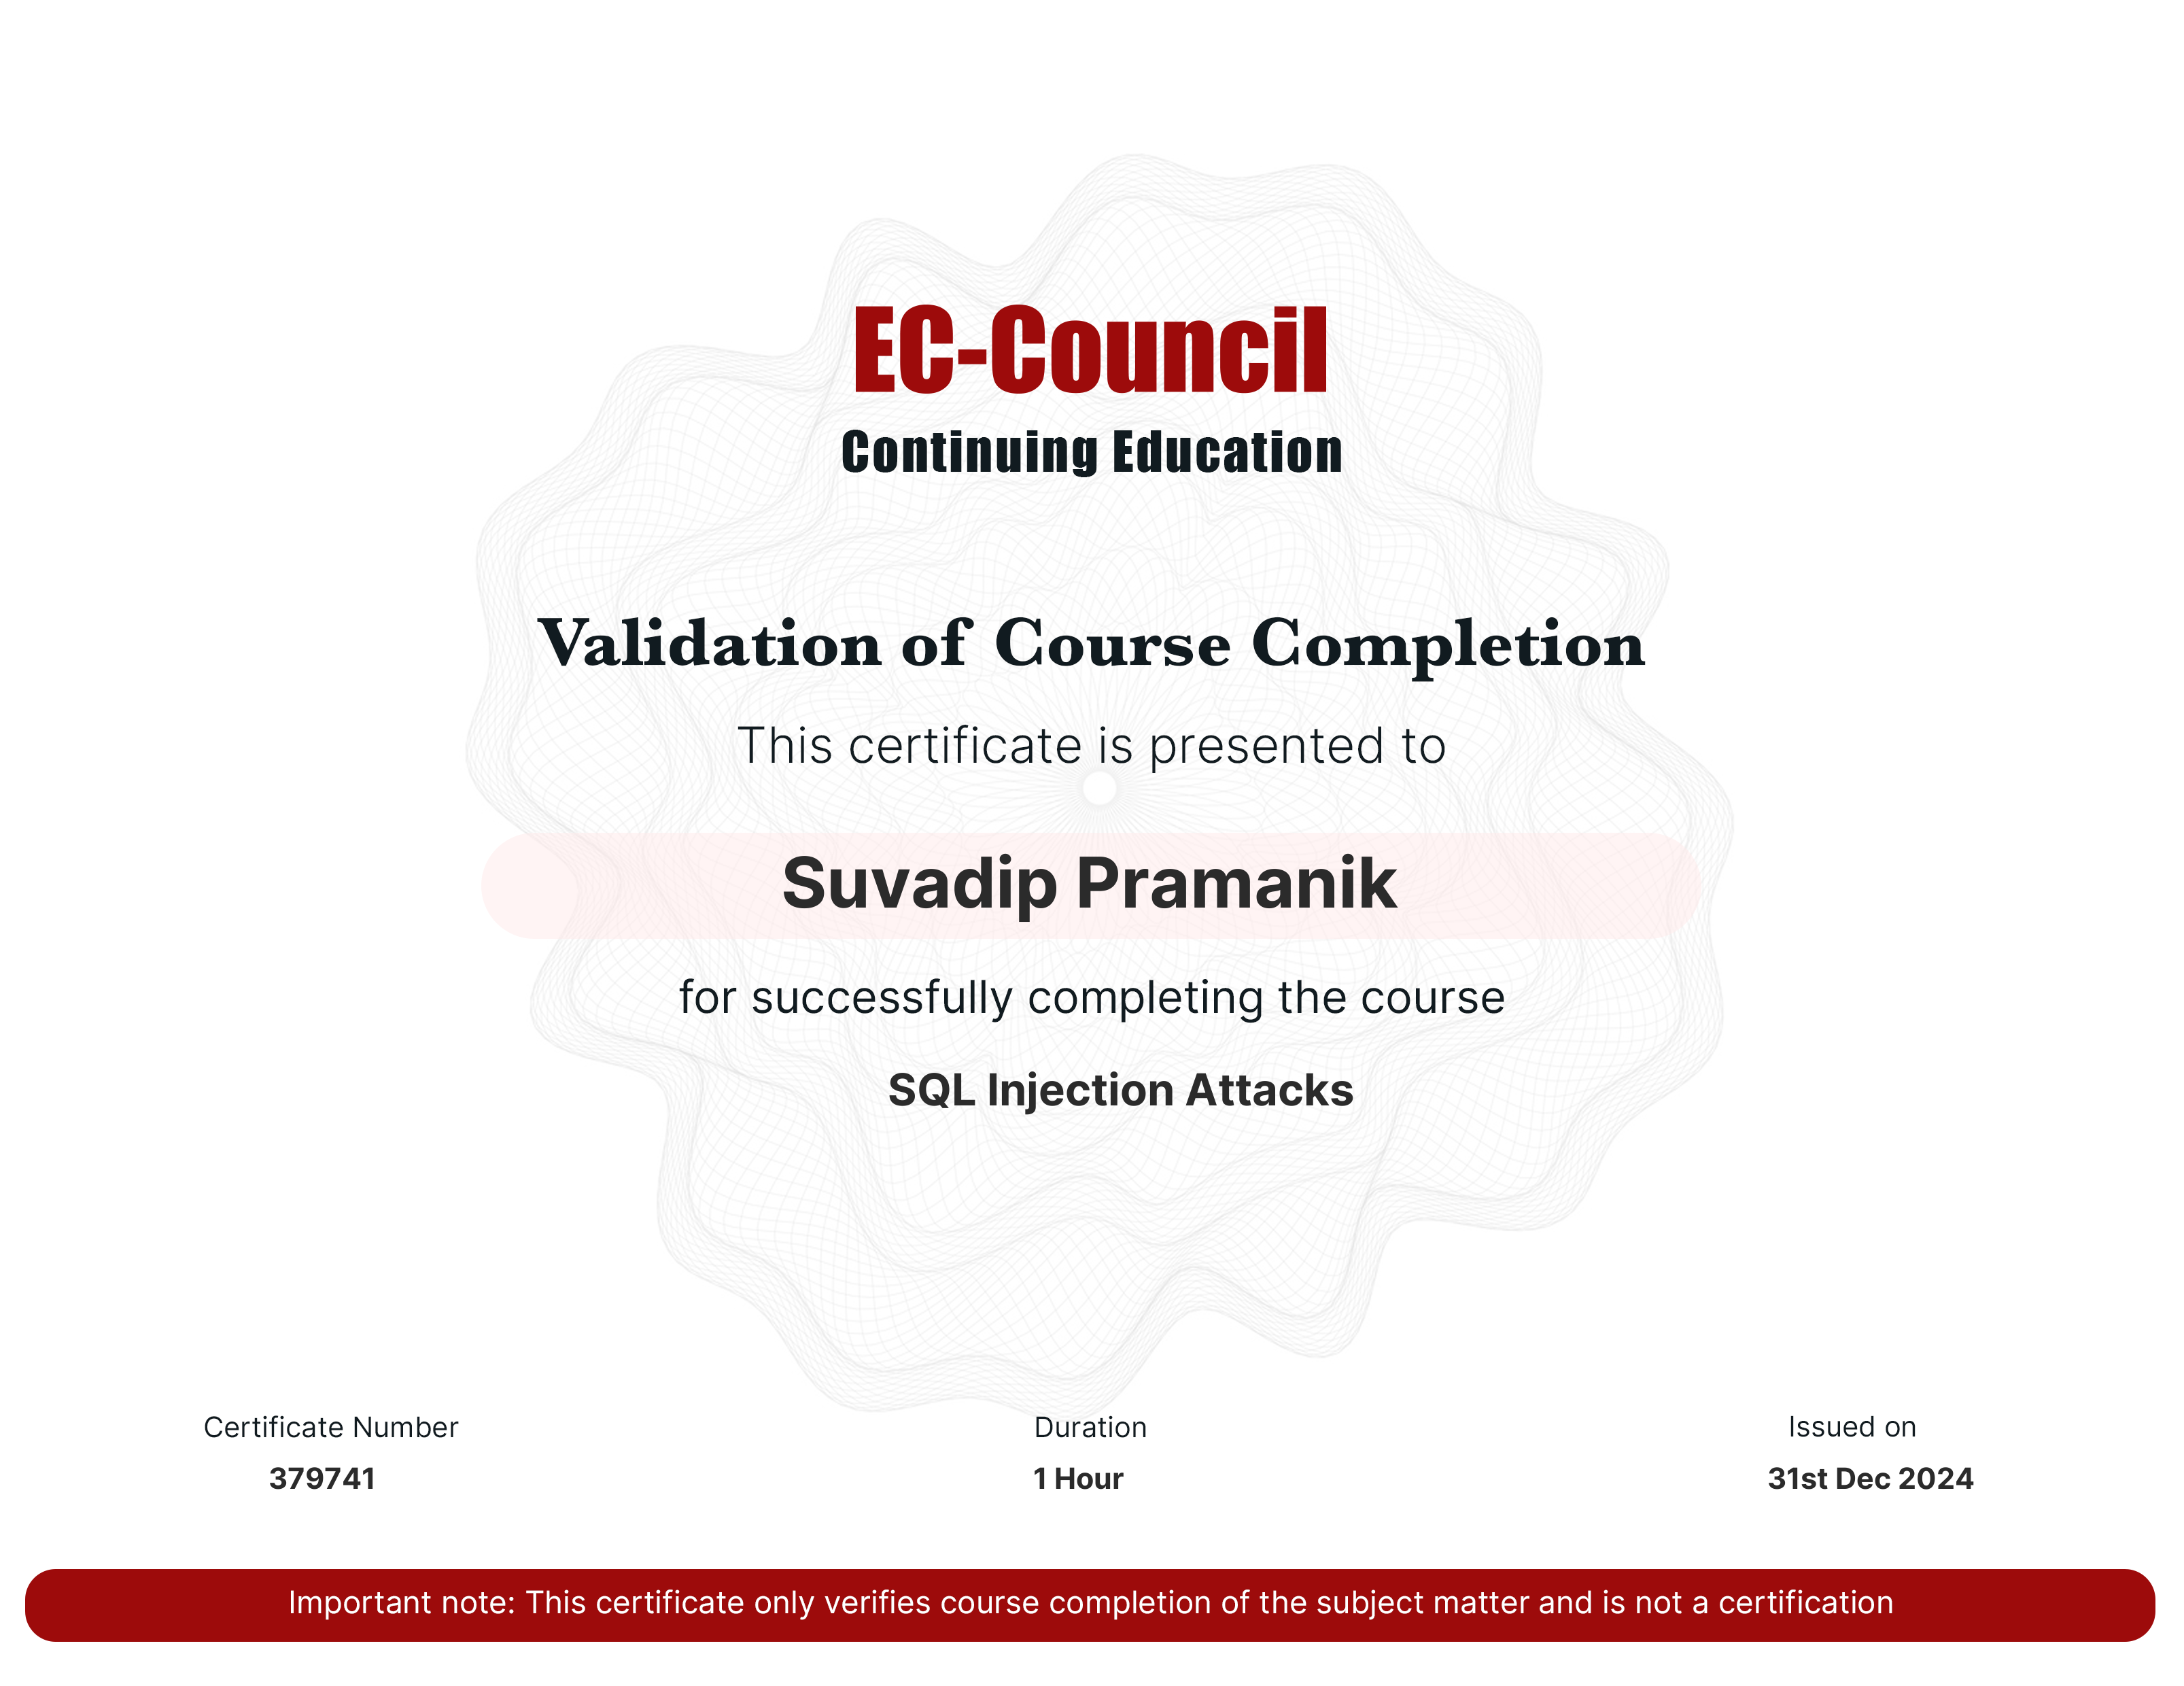 EC-Council
Continuing Education
Validation of Course Completion
This certificate is presented to
Suvadip Pramanik
for successfully completing the course
SQL Injection Attacks
Certificate Number
379741
Duration
1 Hour
Issued on
31st Dec 2024
Important note: This certificate only verifies course completion of the subject matter and is not a certification